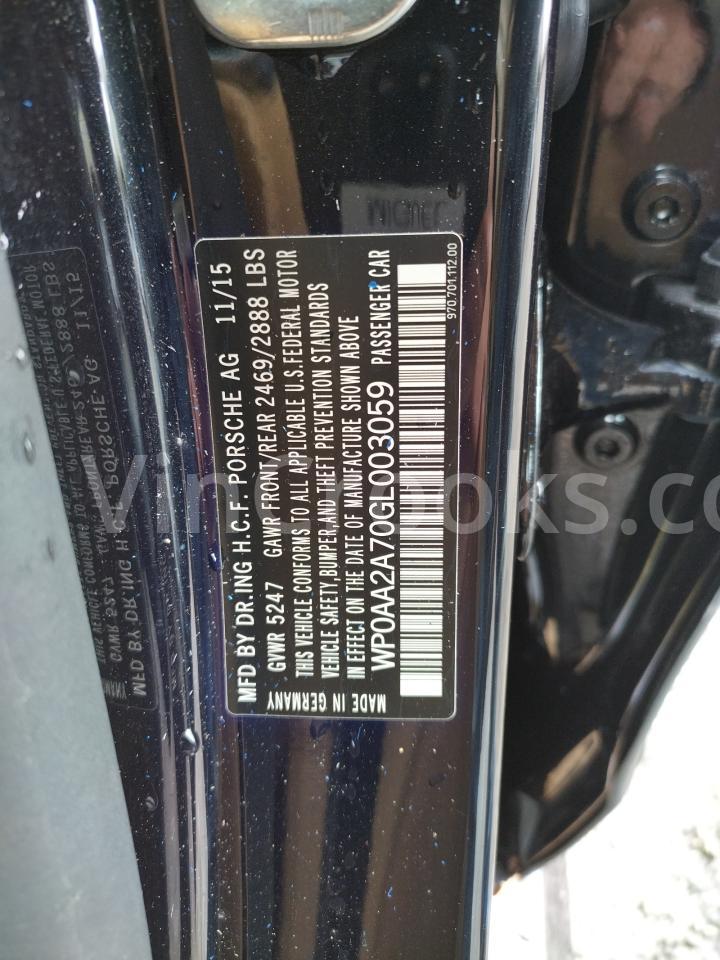 MFD BY DR.ING H.C.F. PORSCHE AG 11/15
GVWR 5247 GAWR FRONT/REAR 2469/2888 LBS
THIS VEHICLE CONFORMS TO ALL APPLICABLE U.S.FEDERAL MOTOR
VEHICLE SAFETY,BUMPER,AND THEFT PREVENTION STANDARDS
IN EFFECT ON THE DATE OF MANUFACTURE SHOWN ABOVE
WP0AA2A70GL003059 PASSENGER CAR
MADE IN GERMANY
970.701.112.00
VinCrooks.co